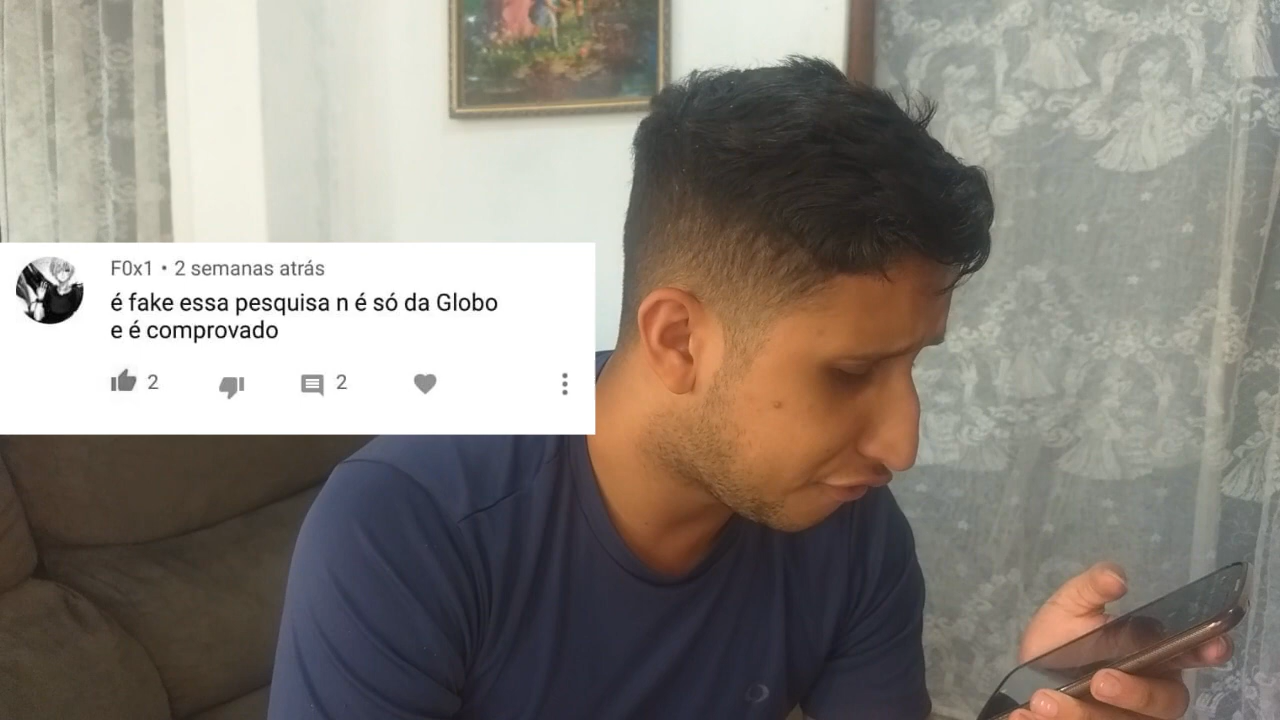 F0x1 • 2 semanas atrás
é fake essa pesquisa n é só da Globo
e é comprovado
2
2